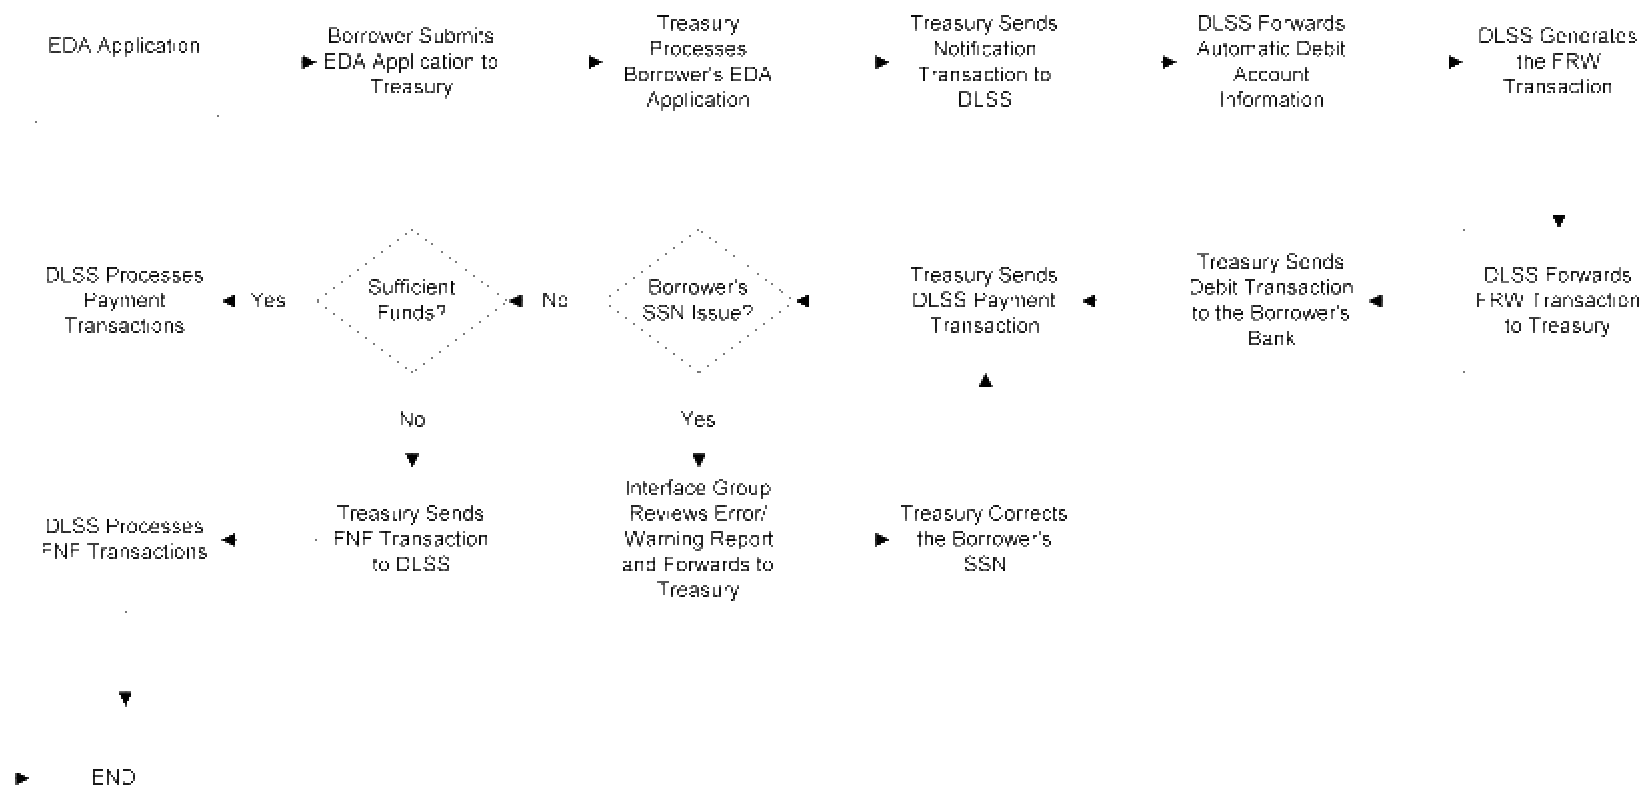 EDA Application
Borrower Submits
EDA Application to
Treasury
Treasury
Processes
Borrower's EDA
Application
Treasury Sends
Notification
Transaction to
DLSS
DLSS Forwards
Automatic Debit
Account
Information
DLSS Generates
the FRW
Transaction
DLSS Processes
Payment
Transactions
Yes
Sufficient
Funds?
No
Borrower's
SSN Issue?
Treasury Sends
DLSS Payment
Transaction
Treasury Sends
Debit Transaction
to the Borrower's
Bank
DLSS Forwards
FRW Transaction
to Treasury
No
Yes
DLSS Processes
FNF Transactions
Treasury Sends
FNF Transaction
to DLSS
Interface Group
Reviews Error/
Warning Report
and Forwards to
Treasury
Treasury Corrects
the Borrower's
SSN
END